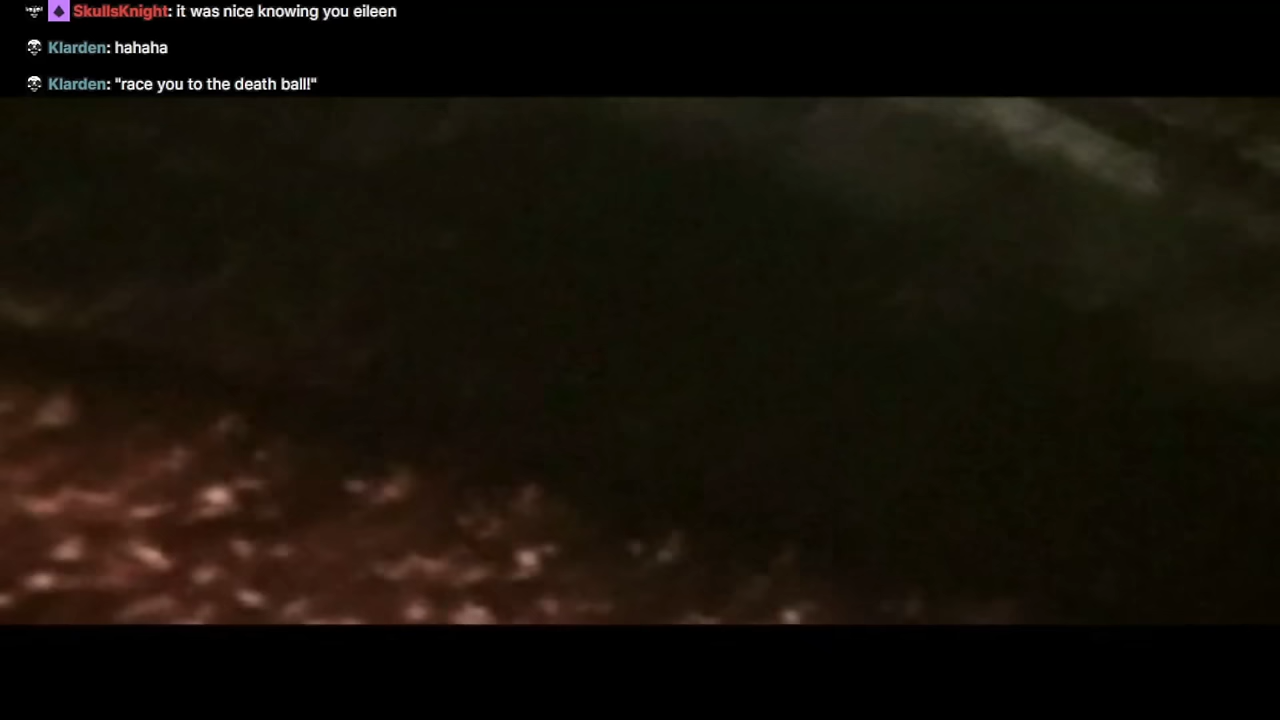 SkullsKnight: it was nice knowing you eileen
Klarden: hahaha
Klarden: "race you to the death ball!"